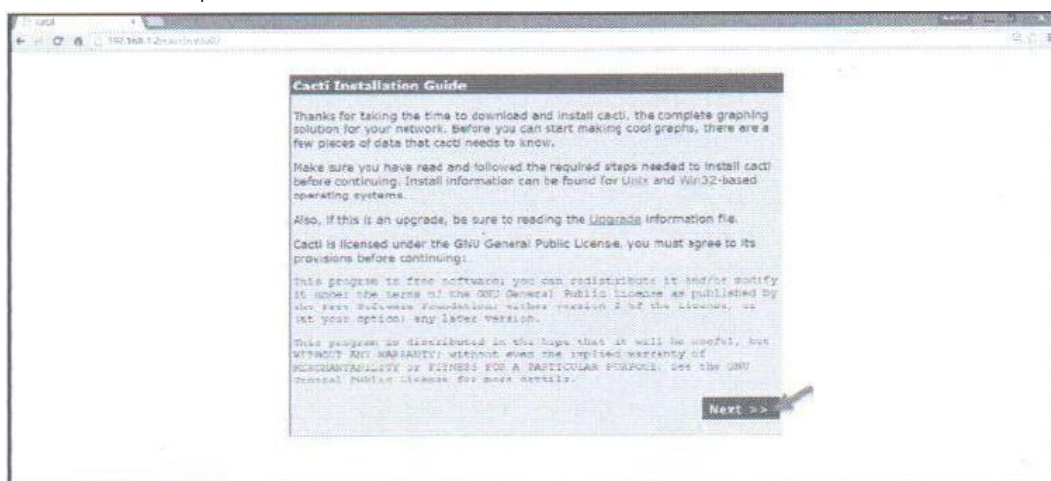 cacti
192.168.1.2/cacti/install/
Cacti Installation Guide
Thanks for taking the time to download and install cacti, the complete graphing
solution for your network. Before you can start making cool graphs, there are a
few pieces of data that cacti needs to know.
Make sure you have read and followed the required steps needed to install cacti
before continuing. Install information can be found for Unix and Win32-based
operating systems.
Also, if this is an upgrade, be sure to reading the Upgrade information file.
Cacti is licensed under the GNU General Public License, you must agree to its
provisions before continuing:
This program is free software; you can redistribute it and/or modify
it under the terms of the GNU General Public License as published by
the Free Software Foundation; either version 2 of the License, or
(at your option) any later version.
This program is distributed in the hope that it will be useful, but
WITHOUT ANY WARRANTY; without even the implied warranty of
MERCHANTABILITY or FITNESS FOR A PARTICULAR PURPOSE. See the GNU
General Public License for more details.
Next >>